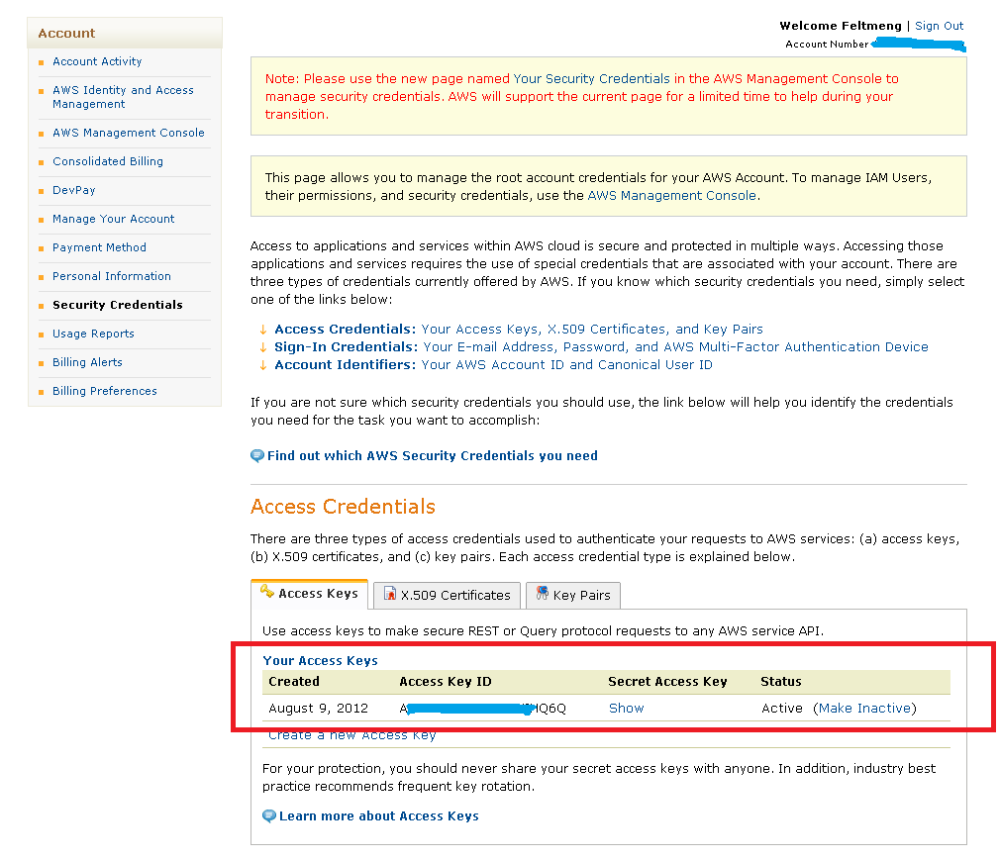 Account
Account Activity
AWS Identity and Access
Management
AWS Management Console
Consolidated Billing
DevPay
Manage Your Account
Payment Method
Personal Information
Security Credentials
Usage Reports
Billing Alerts
Billing Preferences
Welcome Feltmeng | Sign Out
Account Number
Note: Please use the new page named Your Security Credentials in the AWS Management Console to
manage security credentials. AWS will support the current page for a limited time to help during your
transition.
This page allows you to manage the root account credentials for your AWS Account. To manage IAM Users,
their permissions, and security credentials, use the AWS Management Console.
Access to applications and services within AWS cloud is secure and protected in multiple ways. Accessing those
applications and services requires the use of special credentials that are associated with your account. There are
three types of credentials currently offered by AWS. If you know which security credentials you need, simply select
one of the links below:
↓ Access Credentials: Your Access Keys, X.509 Certificates, and Key Pairs
↓ Sign-In Credentials: Your E-mail Address, Password, and AWS Multi-Factor Authentication Device
↓ Account Identifiers: Your AWS Account ID and Canonical User ID
If you are not sure which security credentials you should use, the link below will help you identify the credentials
you need for the task you want to accomplish:
Find out which AWS Security Credentials you need
Access Credentials
There are three types of access credentials used to authenticate your requests to AWS services: (a) access keys,
(b) X.509 certificates, and (c) key pairs. Each access credential type is explained below.
Access Keys X.509 Certificates Key Pairs
Use access keys to make secure REST or Query protocol requests to any AWS service API.
Your Access Keys
Created Access Key ID Secret Access Key Status
August 9, 2012 A HQ6Q Show Active (Make Inactive)
Create a new Access Key
For your protection, you should never share your secret access keys with anyone. In addition, industry best
practice recommends frequent key rotation.
Learn more about Access Keys